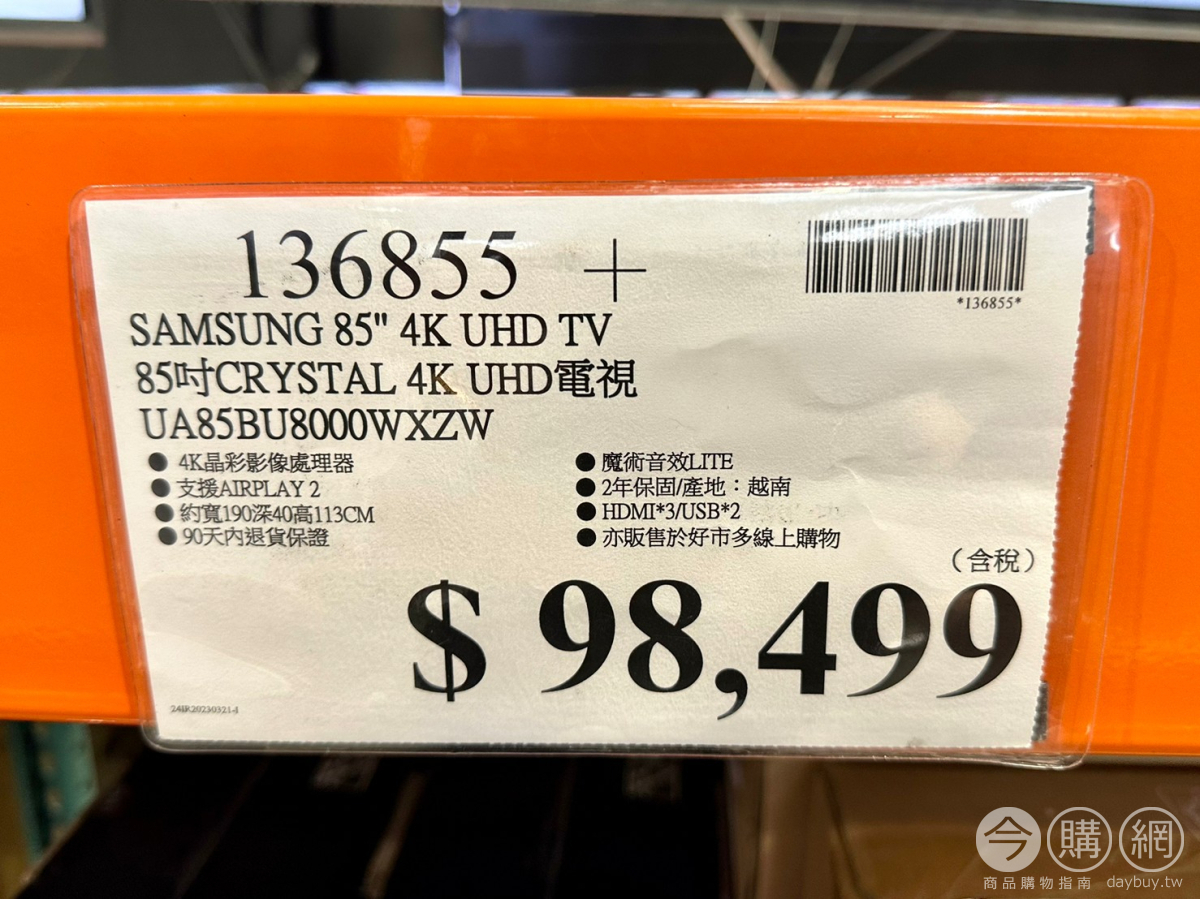 136855 +
*136855*
SAMSUNG 85" 4K UHD TV
85吋CRYSTAL 4K UHD電視
UA85BU8000WXZW
● 4K晶彩影像處理器
● 支援AIRPLAY 2
● 約寬190深40高113CM
● 90天內退貨保證
● 魔術音效LITE
● 2年保固/產地：越南
● HDMI*3/USB*2
● 亦販售於好市多線上購物
（含稅）
$ 98,499
24IR20230321-I
今購網
商品購物指南 daybuy.tw